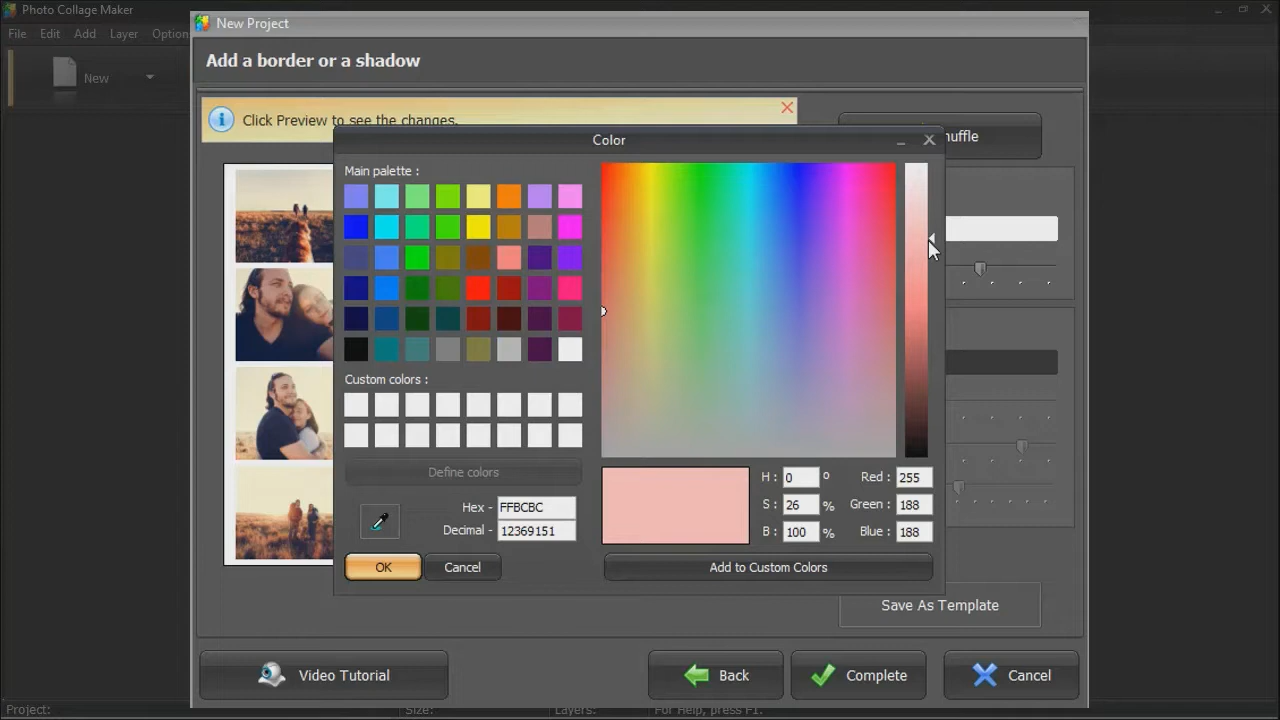 Photo Collage Maker
New Project
File Edit Add Layer Option
Add a border or a shadow
New
Click Preview to see the changes.
uffle
Color
Main palette :
Custom colors :
Define colors
Hex - FFBCBC
Decimal - 12369151
H : 0 º Red : 255
S : 26 % Green : 188
B : 100 % Blue : 188
OK Cancel Add to Custom Colors
Save As Template
Video Tutorial Back Complete Cancel
Project: Size: Layers: For Help, press F1.